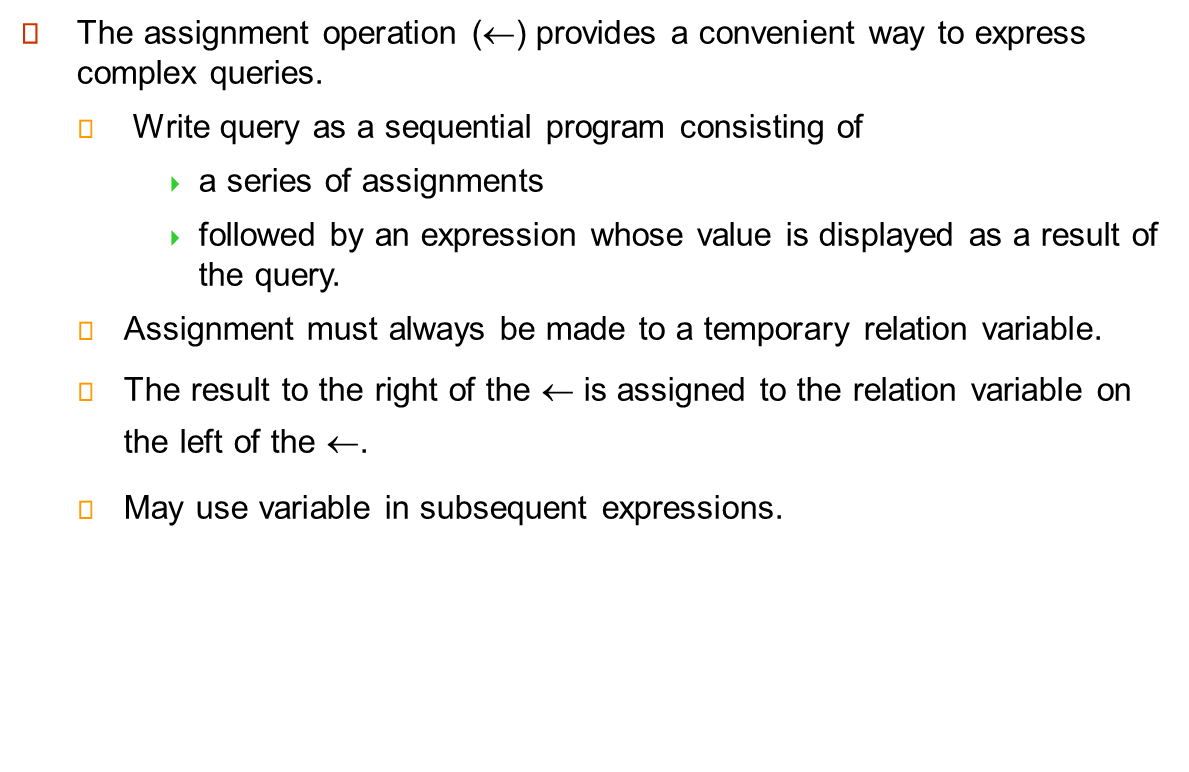 The assignment operation (←) provides a convenient way to express
complex queries.
Write query as a sequential program consisting of
a series of assignments
followed by an expression whose value is displayed as a result of
the query.
Assignment must always be made to a temporary relation variable.
The result to the right of the ← is assigned to the relation variable on
the left of the ←.
May use variable in subsequent expressions.